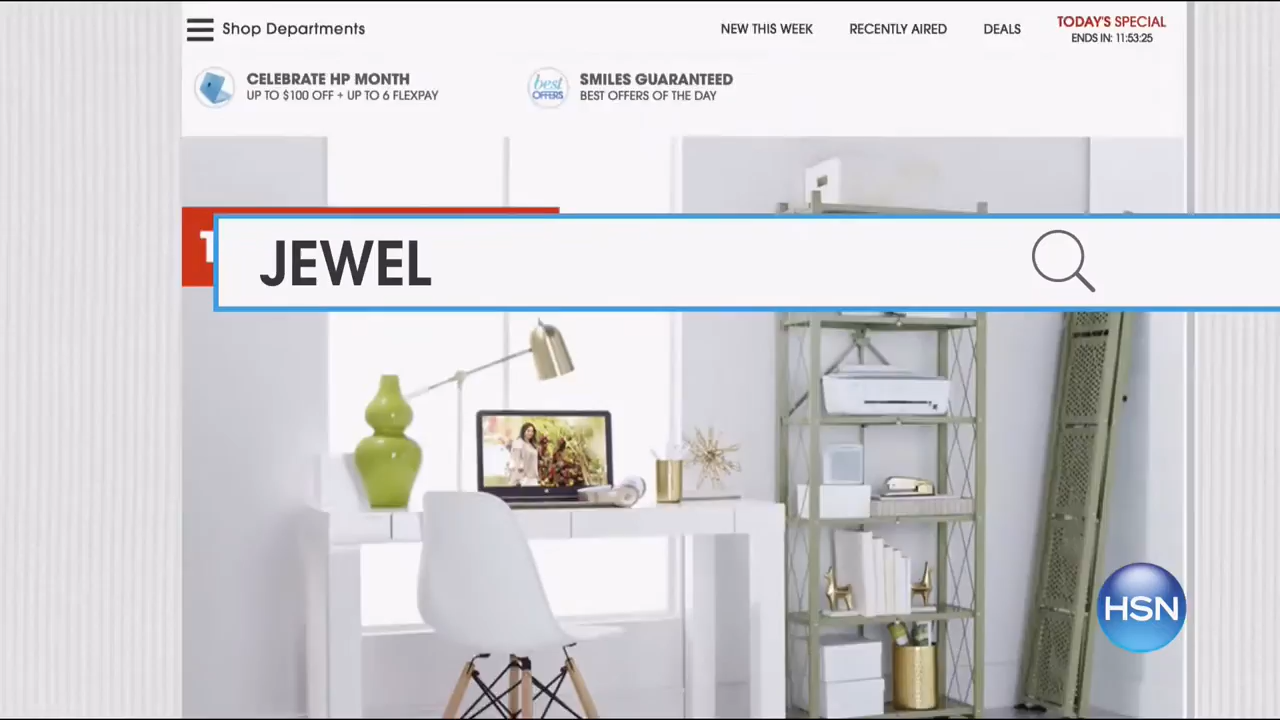 Shop Departments
NEW THIS WEEK
RECENTLY AIRED
DEALS
TODAY'S SPECIAL
ENDS IN: 11:53:25
CELEBRATE HP MONTH
UP TO $100 OFF + UP TO 6 FLEXPAY
best
OFFERS
SMILES GUARANTEED
BEST OFFERS OF THE DAY
JEWEL
HSN